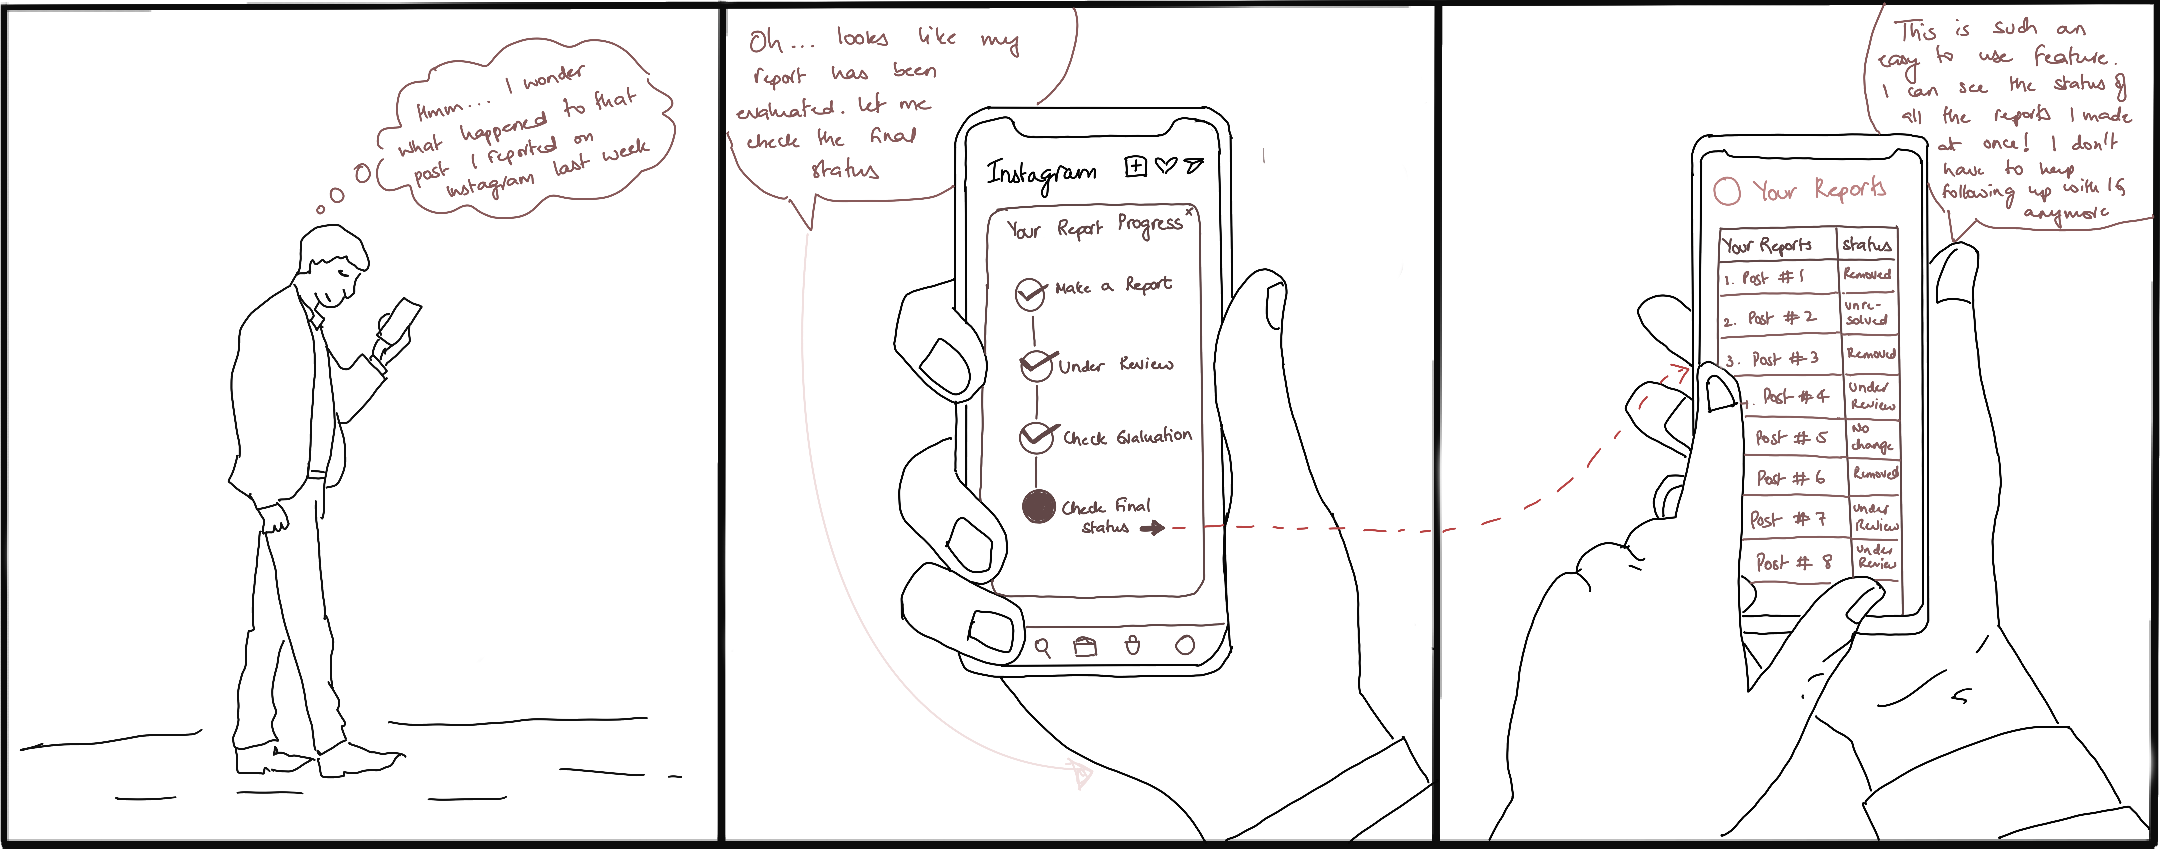 Hmm... I wonder
what happened to that
post I reported on
instagram last week
Oh... looks like my
report has been
evaluated. Let me
check the final
status
Instagram
Your Report Progress x
Make a Report
Under Review
Check Evaluation
Check Final
status →
This is such an
easy to use feature.
I can see the status of
all the reports I made
at once! I don't
have to keep
following up with IG
anymore
Your Reports
Your Reports status
1. Post #1 Removed
2. Post #2 unre-
solved
3. Post #3 Removed
4. Post #4 Under
Review
Post #5 No
change
Post #6 Removed
Post #7 under
Review
Post #8 under
Review